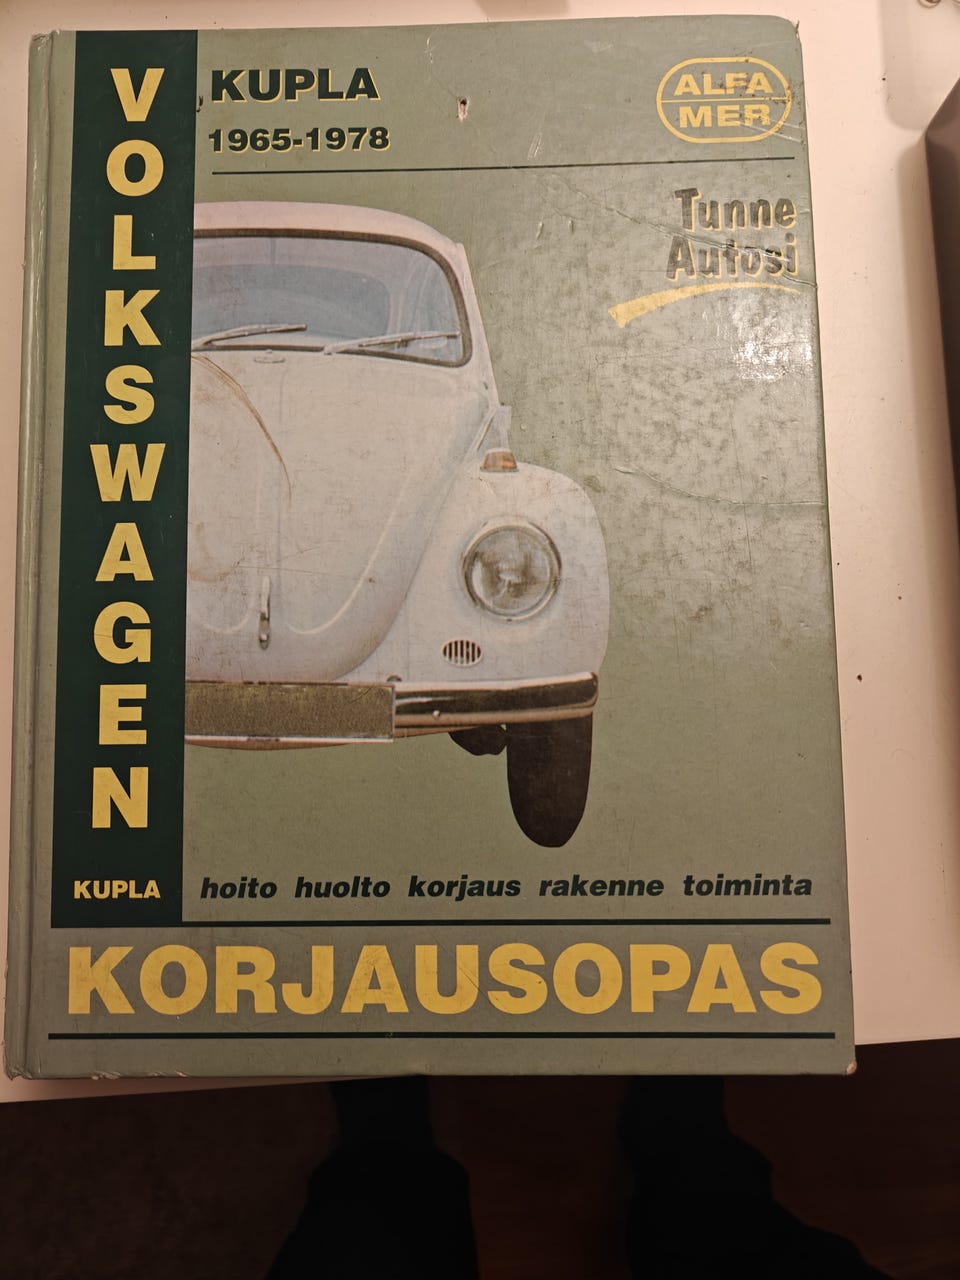 VOLKSWAGEN
KUPLA
KUPLA
1965-1978
ALFA
MER
Tunne
Autosi
hoito huolto korjaus rakenne toiminta
KORJAUSOPAS